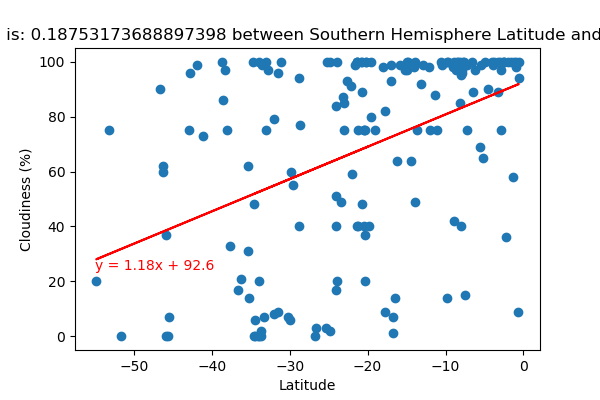 is: 0.18753173688897398 between Southern Hemisphere Latitude and
100
80
60
40
20
0
Cloudiness (%)
y = 1.18x + 92.6
−50 −40 −30 −20 −10 0
Latitude